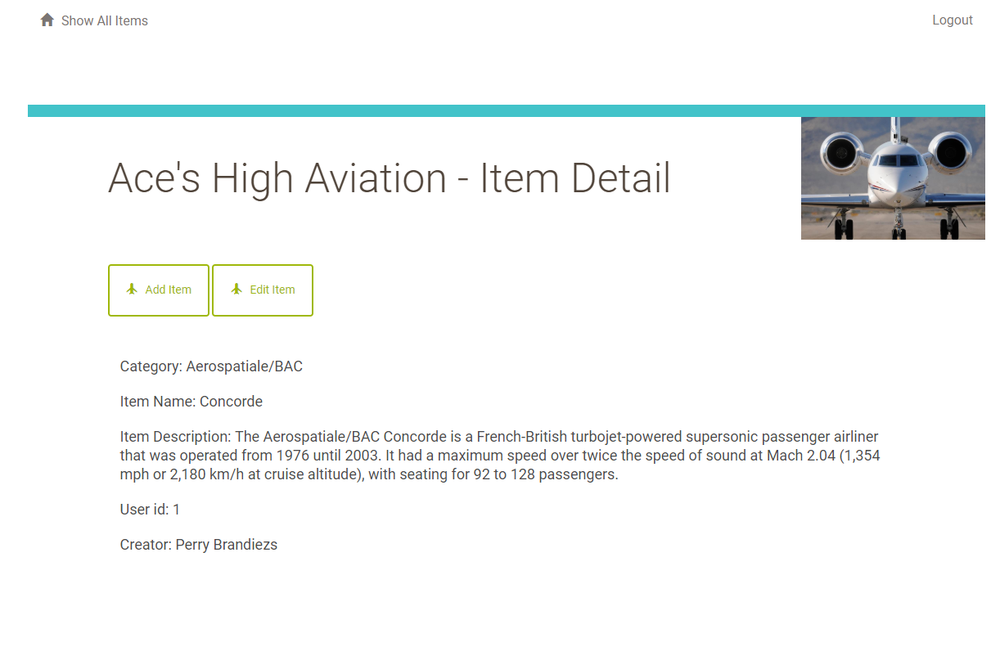 Show All Items
Logout
Ace's High Aviation - Item Detail
Add Item
Edit Item
Category: Aerospatiale/BAC
Item Name: Concorde
Item Description: The Aerospatiale/BAC Concorde is a French-British turbojet-powered supersonic passenger airliner
that was operated from 1976 until 2003. It had a maximum speed over twice the speed of sound at Mach 2.04 (1,354
mph or 2,180 km/h at cruise altitude), with seating for 92 to 128 passengers.
User id: 1
Creator: Perry Brandiezs